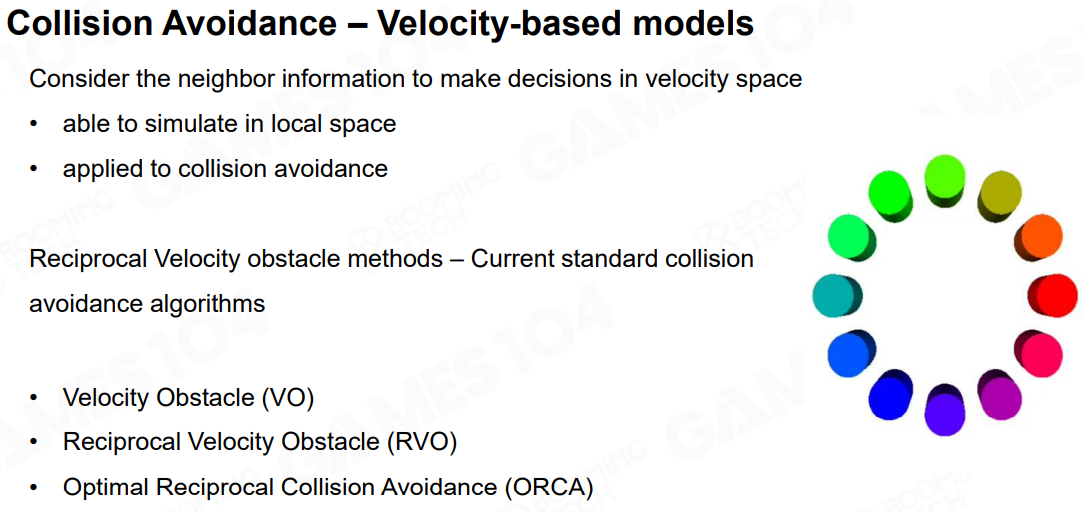 Collision Avoidance – Velocity-based models
Consider the neighbor information to make decisions in velocity space
• able to simulate in local space
• applied to collision avoidance
Reciprocal Velocity obstacle methods – Current standard collision
avoidance algorithms
• Velocity Obstacle (VO)
• Reciprocal Velocity Obstacle (RVO)
• Optimal Reciprocal Collision Avoidance (ORCA)
GAMES104
BOOMING
TECH